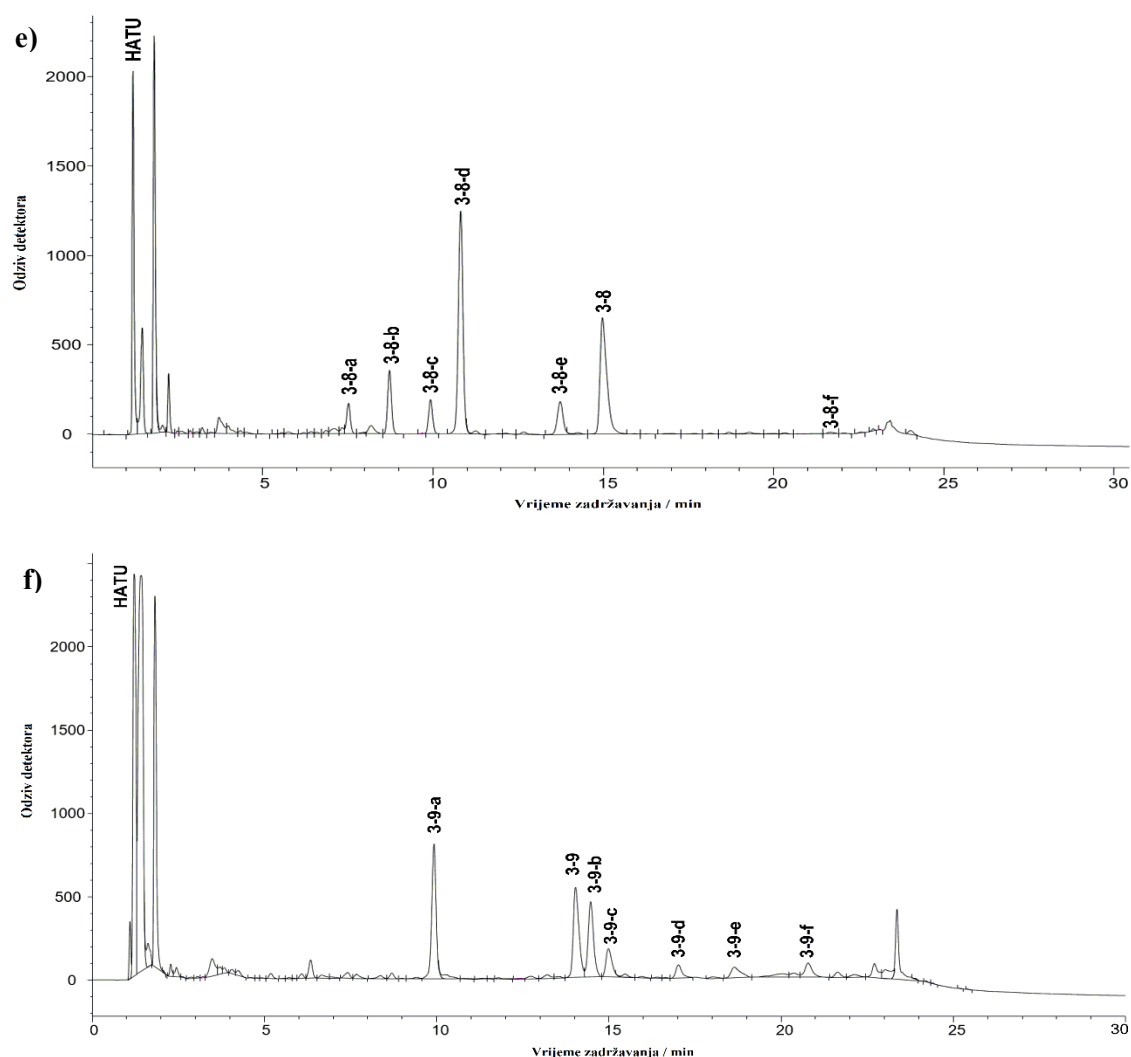 e)
HATU
2000
1500
1000
500
0
Odziv detektora
3-8-a
3-8-b
3-8-c
3-8-d
3-8-e
3-8
3-8-f
5
10
15
20
25
30
Vrijeme zadržavanja / min
f)
HATU
2000
1500
1000
500
0
Odziv detektora
3-9-a
3-9
3-9-b
3-9-c
3-9-d
3-9-e
3-9-f
0
5
10
15
20
25
30
Vrijeme zadržavanja / min